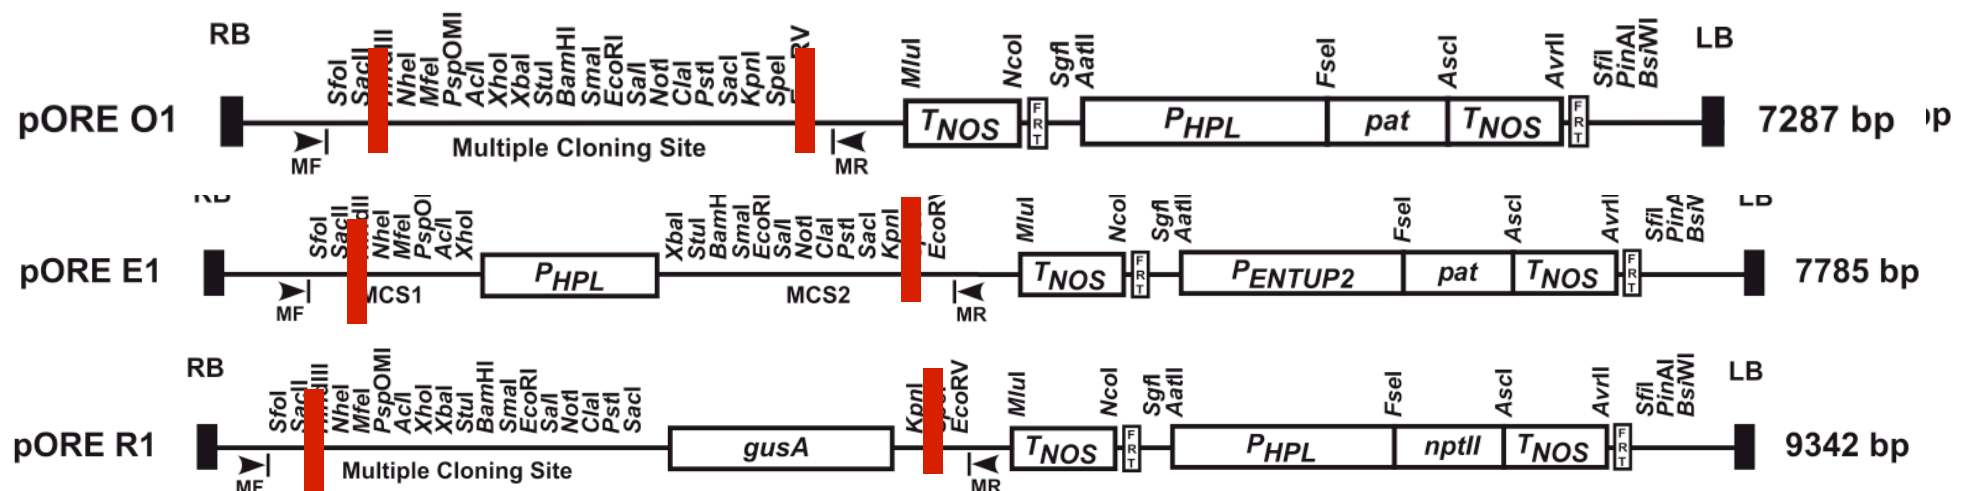 RB SfoI SacII NheI MfeI PspOMI AclI XhoI XbaI StuI BamHI SmaI EcoRI SalI NotI ClaI PstI SacI KpnI SpeI MluI NcoI SgfI AatII FseI AscI AvrII SfiI PinAI BsiWI LB
pORE O1 TNOS FRT PHPL pat TNOS FRT 7287 bp
MF Multiple Cloning Site MR
SfoI SacII NheI MfeI AclI XhoI XbaI StuI SmaI EcoRI SalI NotI ClaI PstI SacI KpnI MluI NcoI SgfI AatII FseI AscI AvrII SfiI
pORE E1 PHPL TNOS FRT PENTUP2 pat TNOS FRT 7785 bp
MF MCS1 MCS2 MR
RB SfoI SacII NheI MfeI PspOMI AclI XhoI XbaI StuI BamHI SmaI EcoRI SalI NotI ClaI PstI SacI KpnI EcoRV MluI NcoI SgfI AatII FseI AscI AvrII SfiI PinAI BsiWI LB
pORE R1 gusA TNOS FRT PHPL nptII TNOS FRT 9342 bp
MF Multiple Cloning Site MR